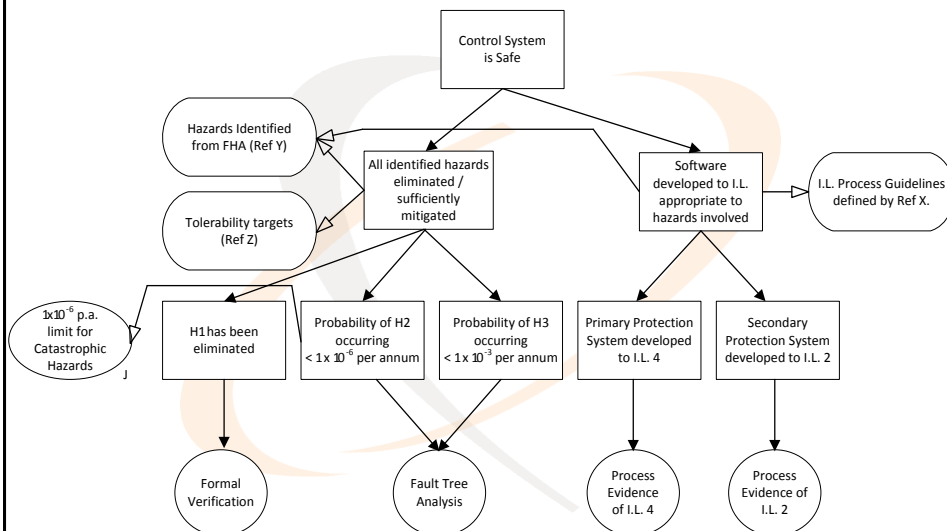 Control System
is Safe
Hazards Identified
from FHA (Ref Y)
All identified hazards
eliminated /
sufficiently
mitigated
Software
developed to I.L.
appropriate to
hazards involved
I.L. Process Guidelines
defined by Ref X.
Tolerability targets
(Ref Z)
1x10⁻⁶ p.a.
limit for
Catastrophic
Hazards
J
H1 has been
eliminated
Probability of H2
occurring
< 1 x 10⁻⁶ per annum
Probability of H3
occurring
< 1 x 10⁻³ per annum
Primary Protection
System developed
to I.L. 4
Secondary
Protection System
developed to I.L. 2
Formal
Verification
Fault Tree
Analysis
Process
Evidence
of I.L. 4
Process
Evidence of
I.L. 2